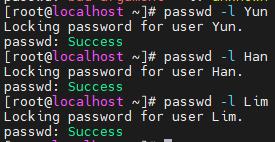 [root@localhost ~]# passwd -l Yun
Locking password for user Yun.
passwd: Success
[root@localhost ~]# passwd -l Han
Locking password for user Han.
passwd: Success
[root@localhost ~]# passwd -l Lim
Locking password for user Lim.
passwd: Success